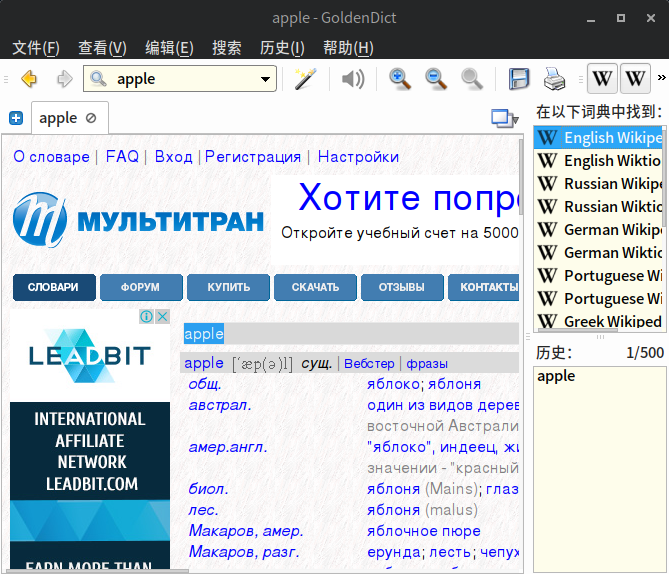 apple - GoldenDict
文件(F) 查看(V) 编辑(E) 搜索 历史(I) 帮助(H)
apple
W W »
apple
在以下词典中找到:
W English Wikipe
W English Wiktio
W Russian Wikipe
W Russian Wiktio
W German Wikipe
W German Wiktio
W Portuguese Wi
W Portuguese Wi
W Greek Wikiped
历史: 1/500
apple
О словаре | FAQ | Вход | Регистрация | Настройки
m МУЛЬТИТРАН
Хотите попро
Откройте учебный счет на 5000
СЛОВАРИ ФОРУМ КУПИТЬ СКАЧАТЬ ОТЗЫВЫ КОНТАКТЫ
LEADBIT
INTERNATIONAL
AFFILIATE
NETWORK
LEADBIT.COM
EARN MORE THAN
apple
apple [ˈæp(ə)l] сущ. | Вебстер | фразы
общ. яблоко; яблоня
австрал. один из видов дерев
восточной Австрали
амер.англ. "яблоко", индеец, жи
значении - "красный
биол. яблоня (Mains); глаз
лес. яблоня (malus)
Макаров, амер. яблочное пюре
Макаров, разг. ерунда; лесть; чепух